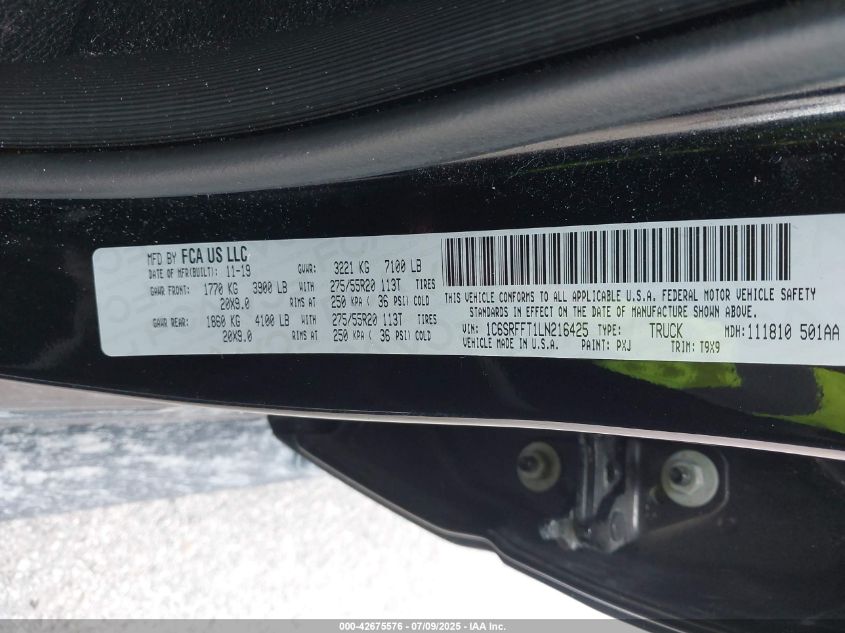 MFD BY FCA US LLC
DATE OF MFR(BUILT): 11-19 GVWR: 3221 KG 7100 LB
GAWR FRONT: 1770 KG 3900 LB WITH 275/55R20 113T TIRES
20X9.0 RIMS AT 250 KPA ( 36 PSI) COLD
GAWR REAR: 1860 KG 4100 LB WITH 275/55R20 113T TIRES
20X9.0 RIMS AT 250 KPA ( 36 PSI) COLD
THIS VEHICLE CONFORMS TO ALL APPLICABLE U.S.A. FEDERAL MOTOR VEHICLE SAFETY
STANDARDS IN EFFECT ON THE DATE OF MANUFACTURE SHOWN ABOVE.
VIN: 1C6SRFFT1LN216425 TYPE: TRUCK MDH: 111810 501AA
VEHICLE MADE IN U.S.A. PAINT: PXJ TRIM: T9X9
000-42675576 | 07/09/2025 - IAA Inc.